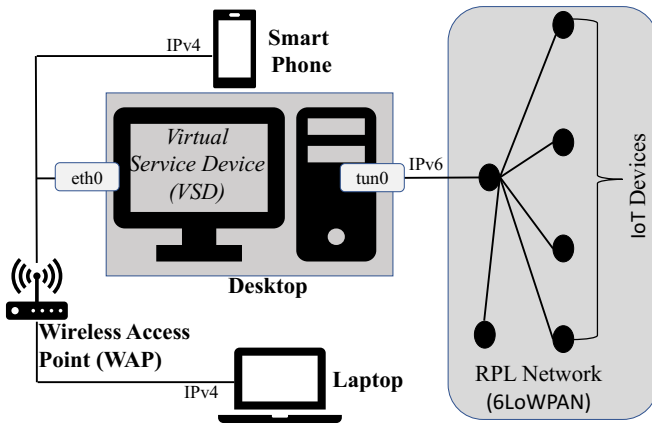 IPv4
Smart
Phone
Virtual
Service Device
(VSD)
eth0
tun0
IPv6
IoT Devices
Desktop
Wireless Access
Point (WAP)
IPv4
Laptop
RPL Network
(6LoWPAN)